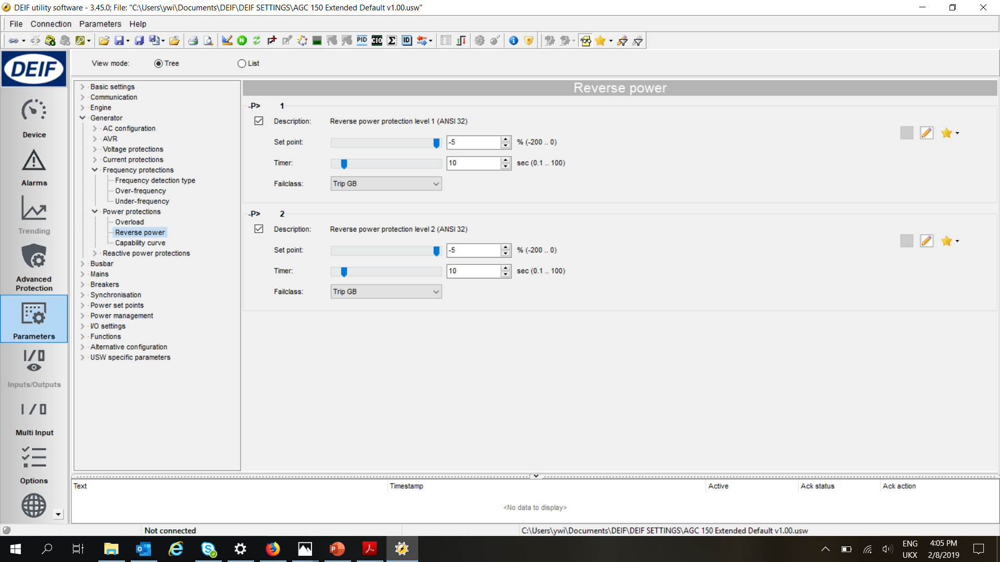 DEIF utility software - 3.45.0; File: "C:\Users\ywi\Documents\DEIF\DEIF SETTINGS\AGC 150 Extended Default v1.00.usw"
File Connection Parameters Help
PID CIO Σ ID
DEIF
View mode: Tree List
Device
Alarms
Trending
Advanced
Protection
Parameters
Inputs/Outputs
Multi Input
Options
Basic settings
Communication
Engine
Generator
AC configuration
AVR
Voltage protections
Current protections
Frequency protections
Frequency detection type
Over-frequency
Under-frequency
Power protections
Overload
Reverse power
Capability curve
Reactive power protections
Busbar
Mains
Breakers
Synchronisation
Power set points
Power management
I/O settings
Functions
Alternative configuration
USW specific parameters
Reverse power
-P> 1
Description: Reverse power protection level 1 (ANSI 32)
Set point: -5 % (-200 .. 0)
Timer: 10 sec (0.1 .. 100)
Failclass: Trip GB
-P> 2
Description: Reverse power protection level 2 (ANSI 32)
Set point: -5 % (-200 .. 0)
Timer: 10 sec (0.1 .. 100)
Failclass: Trip GB
Text Timestamp Active Ack status Ack action
<No data to display>
Not connected C:\Users\ywi\Documents\DEIF\DEIF SETTINGS\AGC 150 Extended Default v1.00.usw
ENG
UKX
4:05 PM
2/8/2019